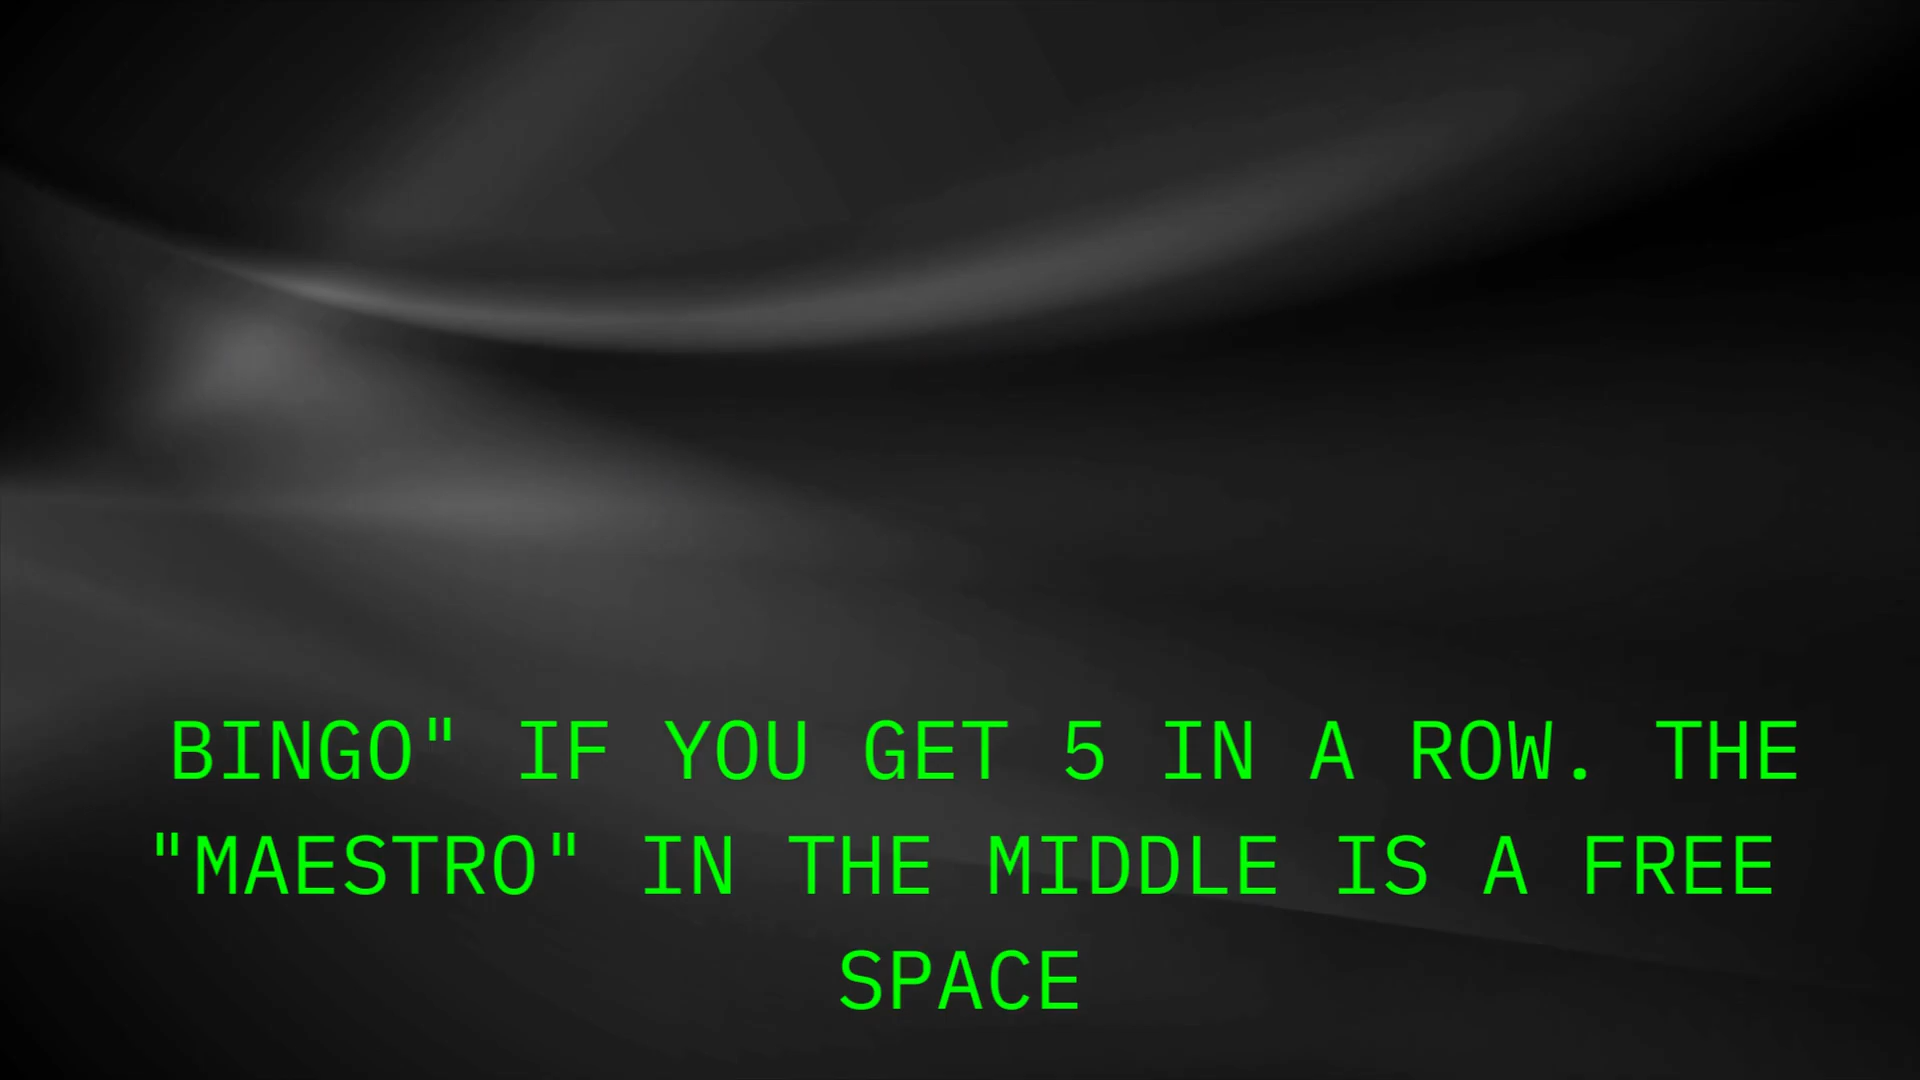 BINGO" IF YOU GET 5 IN A ROW. THE
"MAESTRO" IN THE MIDDLE IS A FREE
SPACE